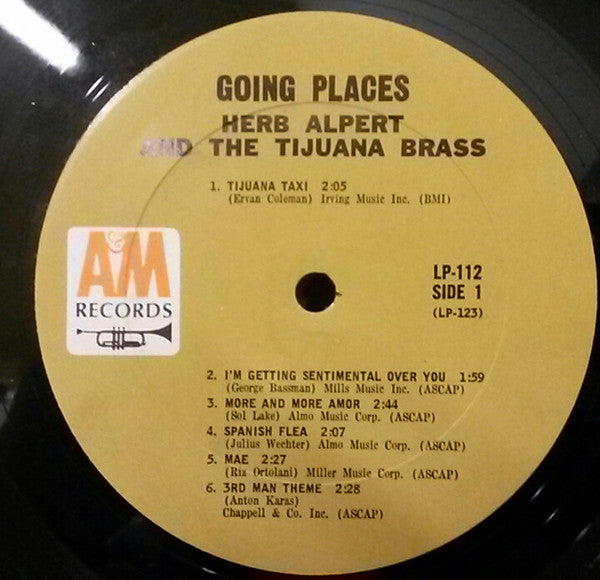 GOING PLACES
HERB ALPERT
AND THE TIJUANA BRASS
1. TIJUANA TAXI 2:05
(Ervan Coleman) Irving Music Inc. (BMI)
A&M
RECORDS
LP-112
SIDE 1
(LP-123)
2. I'M GETTING SENTIMENTAL OVER YOU 1:59
(George Bassman) Mills Music Inc. (ASCAP)
3. MORE AND MORE AMOR 2:44
(Sol Lake) Almo Music Corp. (ASCAP)
4. SPANISH FLEA 2:07
(Julius Wechter) Almo Music Corp. (ASCAP)
5. MAE 2:27
(Riz Ortolani) Miller Music Corp. (ASCAP)
6. 3RD MAN THEME 2:28
(Anton Karas)
Chappell & Co. Inc. (ASCAP)